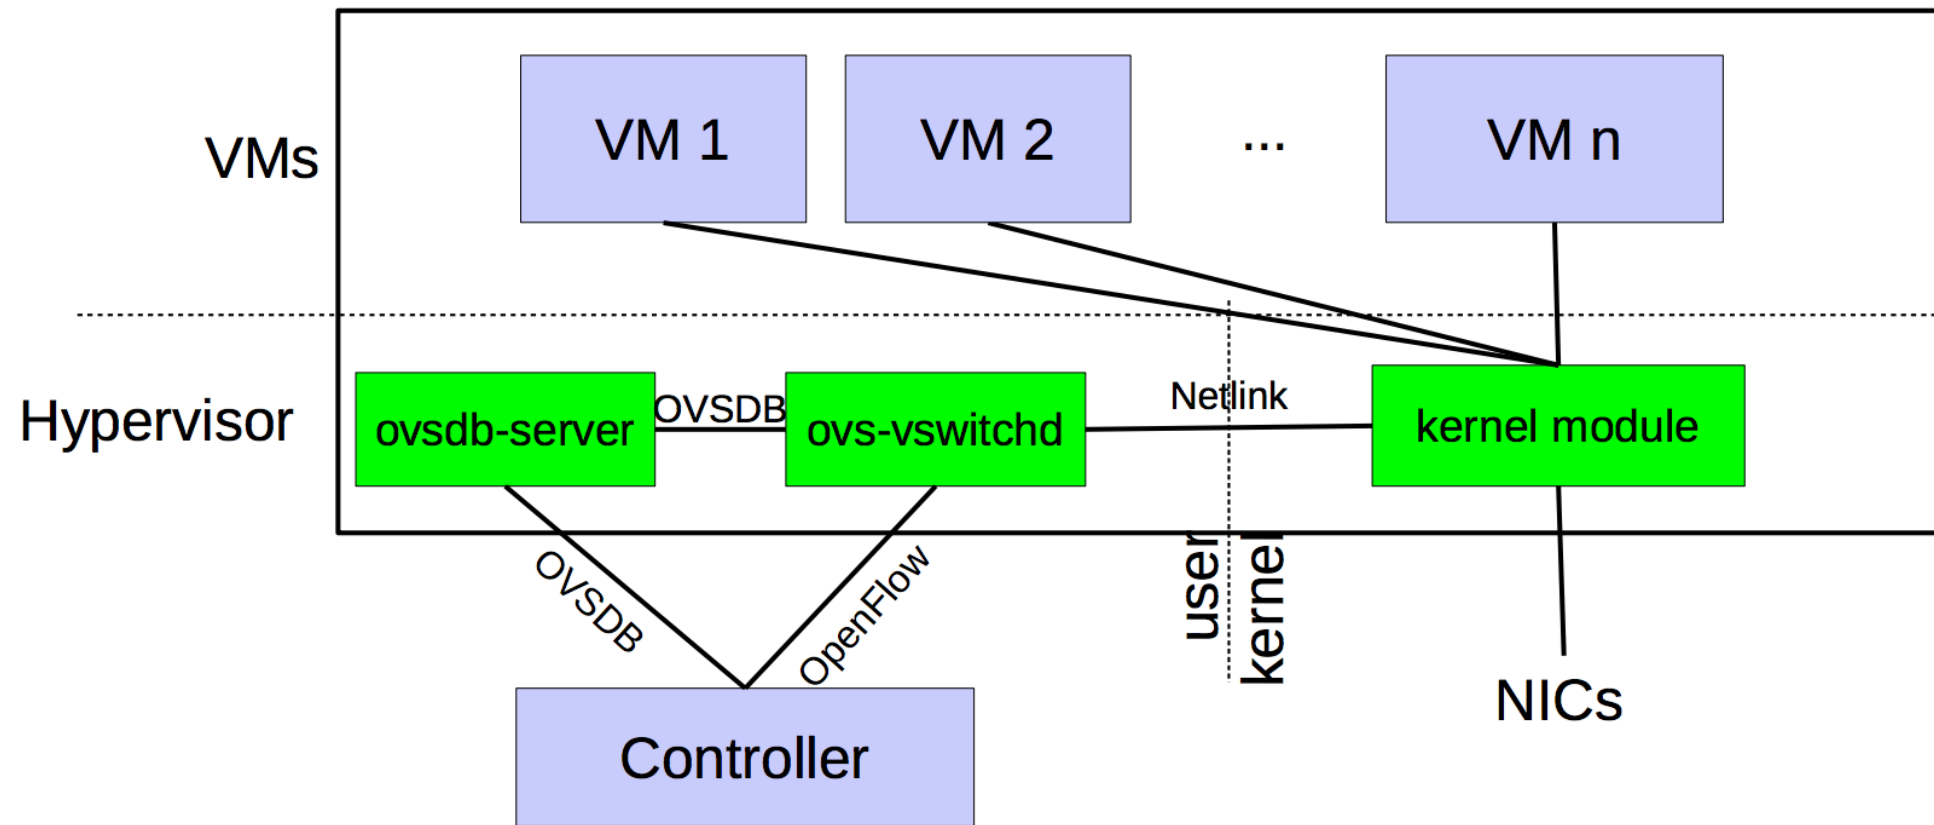 VMs
VM 1
VM 2
...
VM n
Hypervisor
ovsdb-server
OVSDB
ovs-vswitchd
Netlink
kernel module
OVSDB
OpenFlow
user
kernel
Controller
NICs